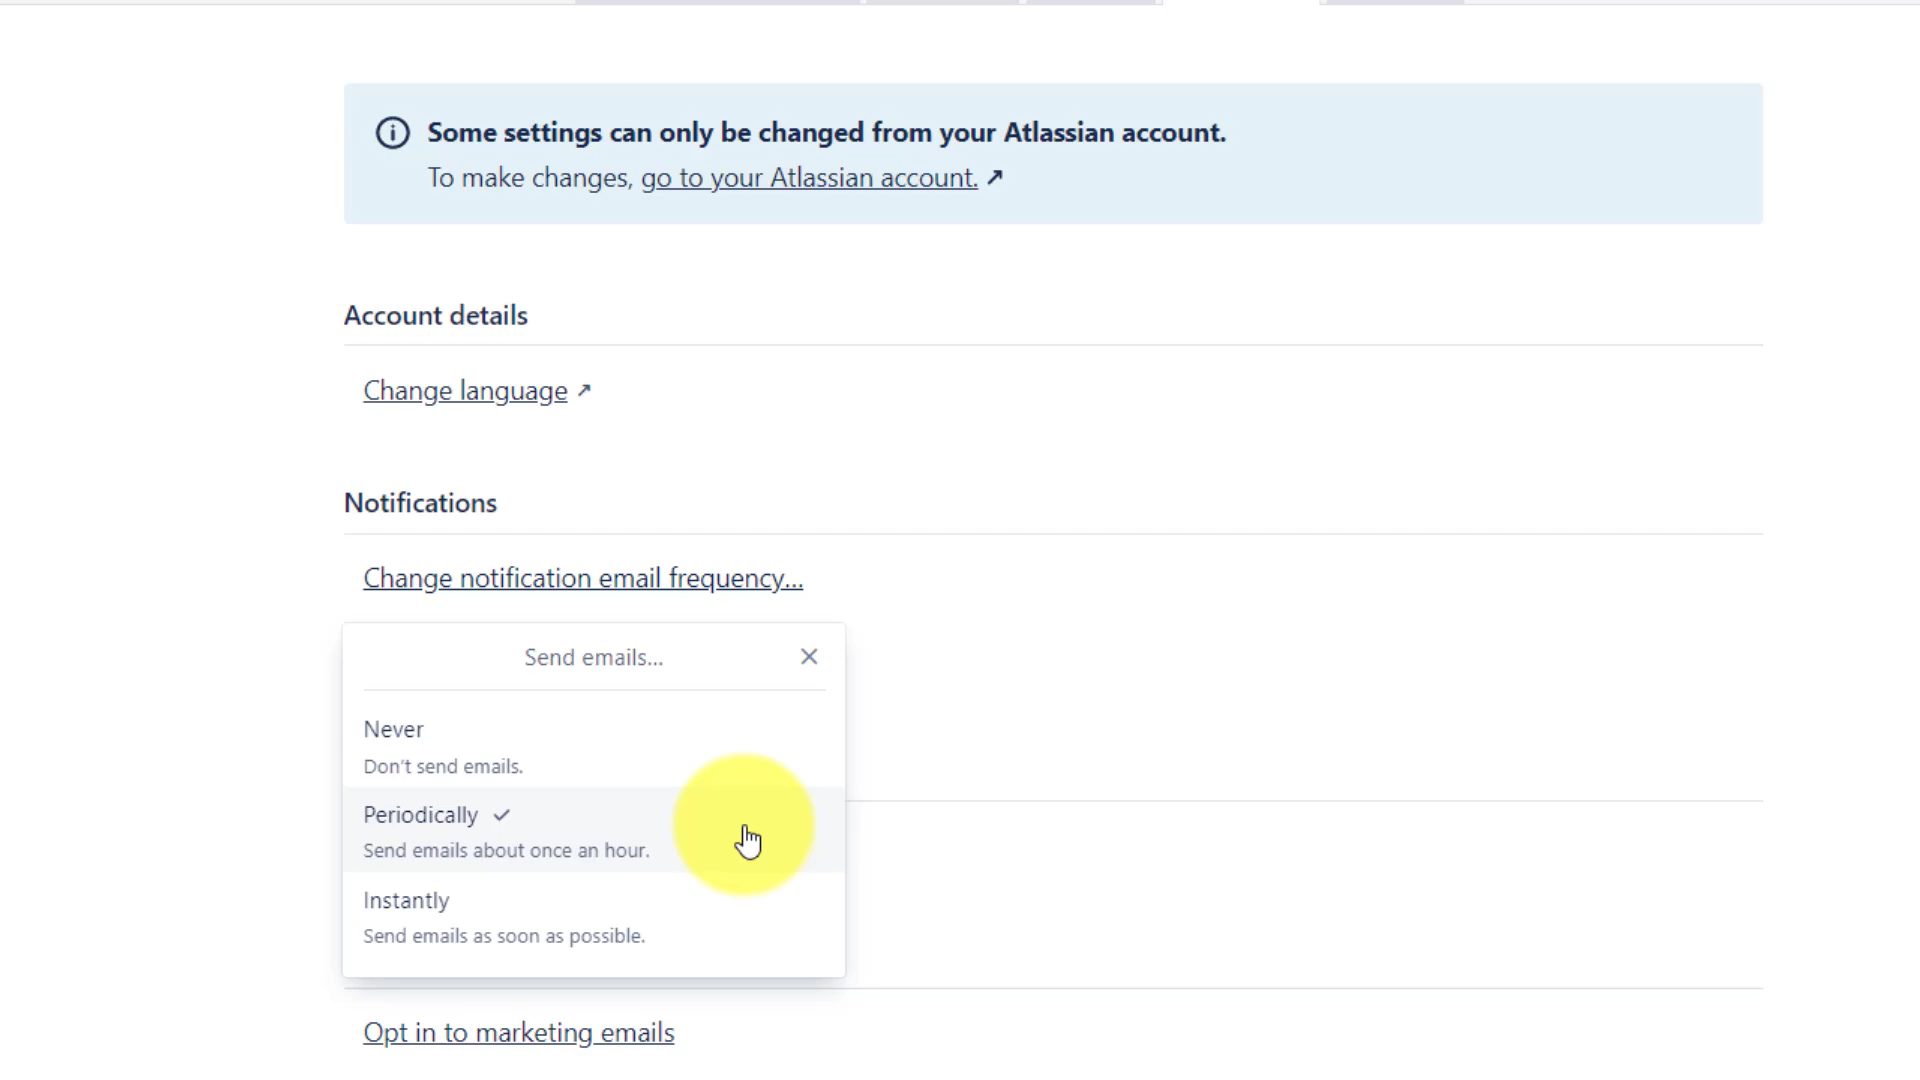 Some settings can only be changed from your Atlassian account.
To make changes, go to your Atlassian account. ↗
Account details
Change language ↗
Notifications
Change notification email frequency...
Send emails...
Never
Don't send emails.
Periodically ✓
Send emails about once an hour.
Instantly
Send emails as soon as possible.
Opt in to marketing emails